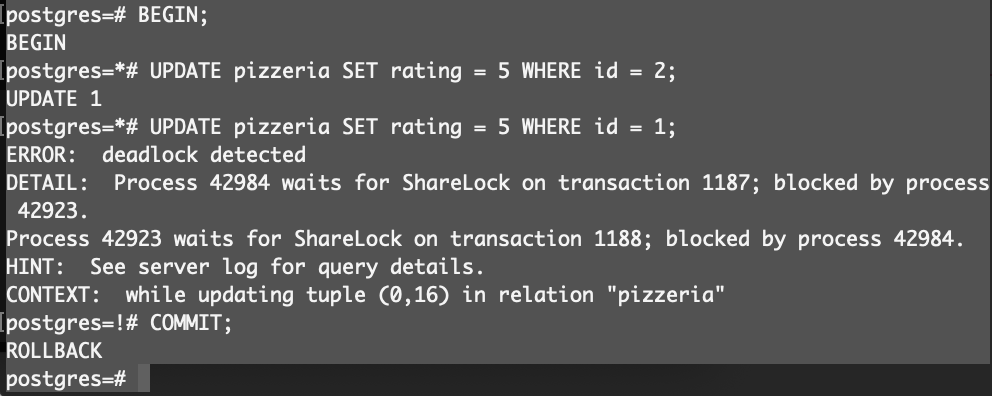 postgres=# BEGIN;
BEGIN
postgres=*# UPDATE pizzeria SET rating = 5 WHERE id = 2;
UPDATE 1
postgres=*# UPDATE pizzeria SET rating = 5 WHERE id = 1;
ERROR:  deadlock detected
DETAIL:  Process 42984 waits for ShareLock on transaction 1187; blocked by process
 42923.
Process 42923 waits for ShareLock on transaction 1188; blocked by process 42984.
HINT:  See server log for query details.
CONTEXT:  while updating tuple (0,16) in relation "pizzeria"
postgres=!# COMMIT;
ROLLBACK
postgres=#